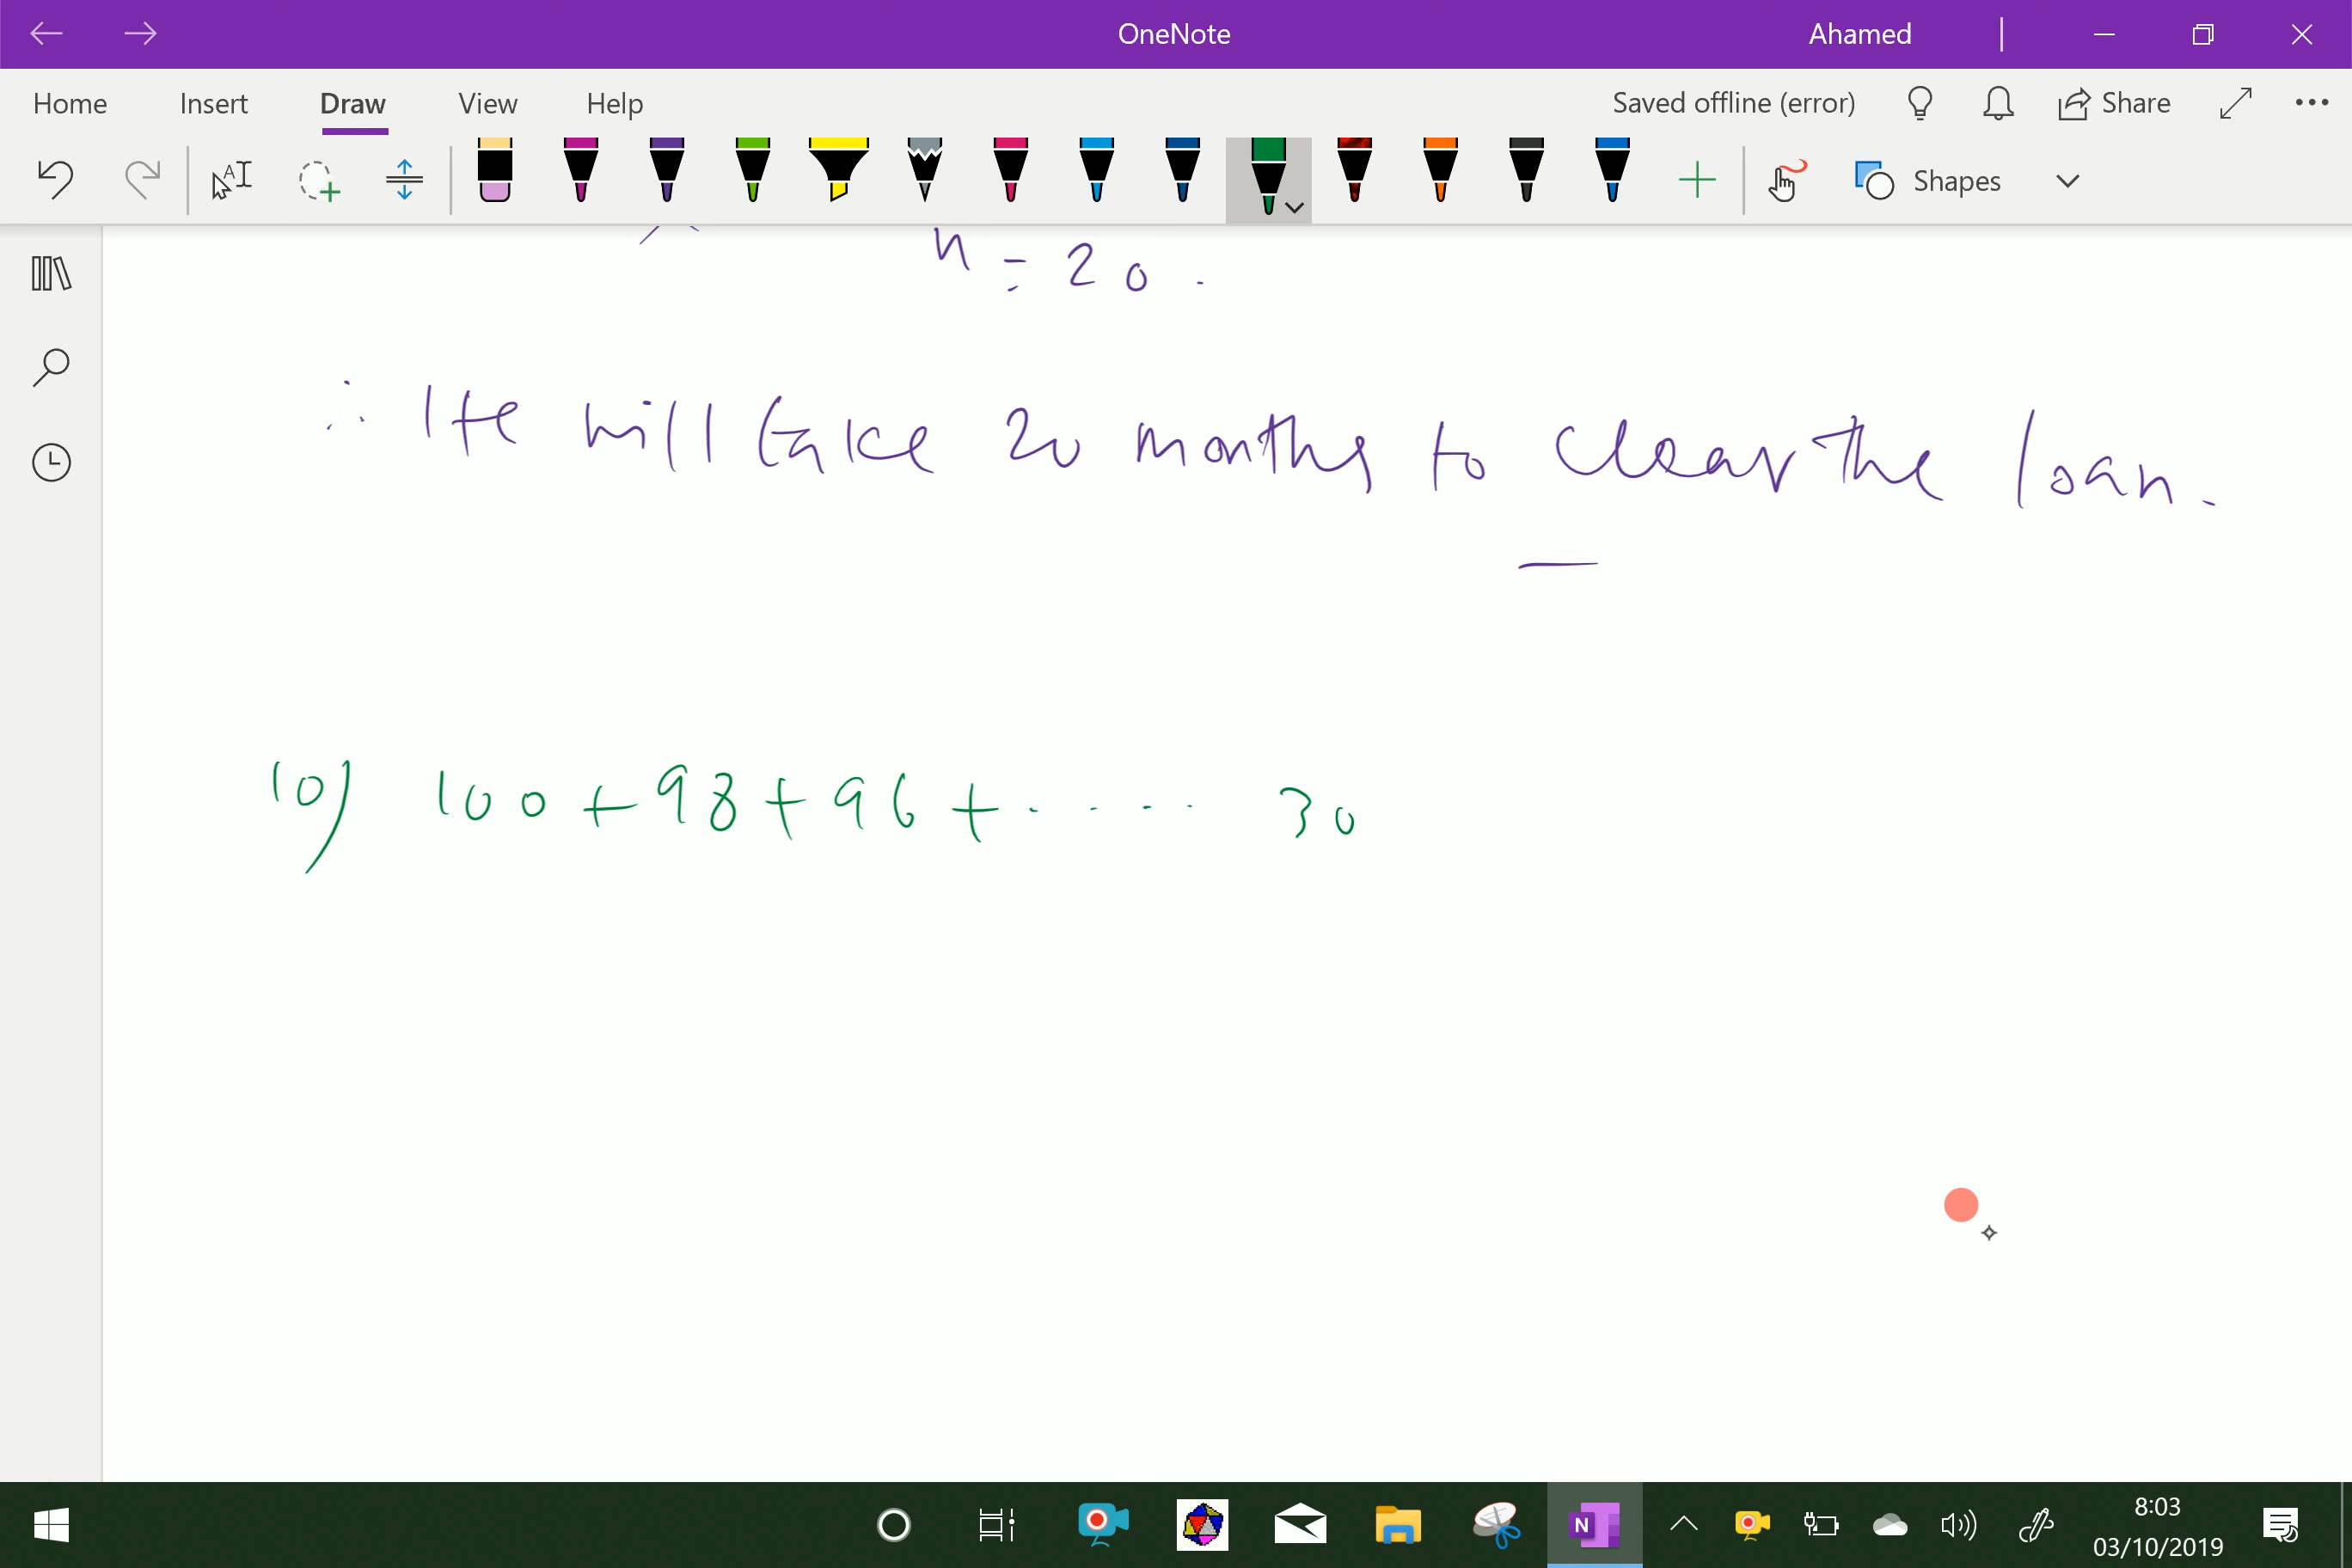 OneNote
Ahamed
Home Insert Draw View Help
Saved offline (error) Share
Shapes
n = 20.
∴ He will take 20 months to clear the loan.
10) 100 + 98 + 96 + ..... 30
8:03
03/10/2019